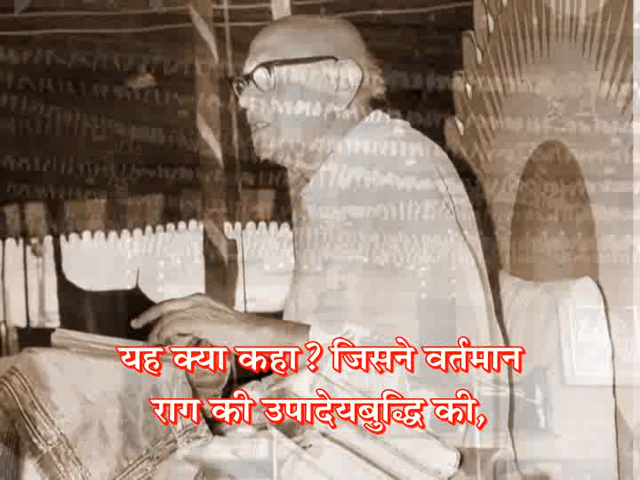 यह क्या कहा? जिसने वर्तमान
राग की उपादेयबुद्धि की,